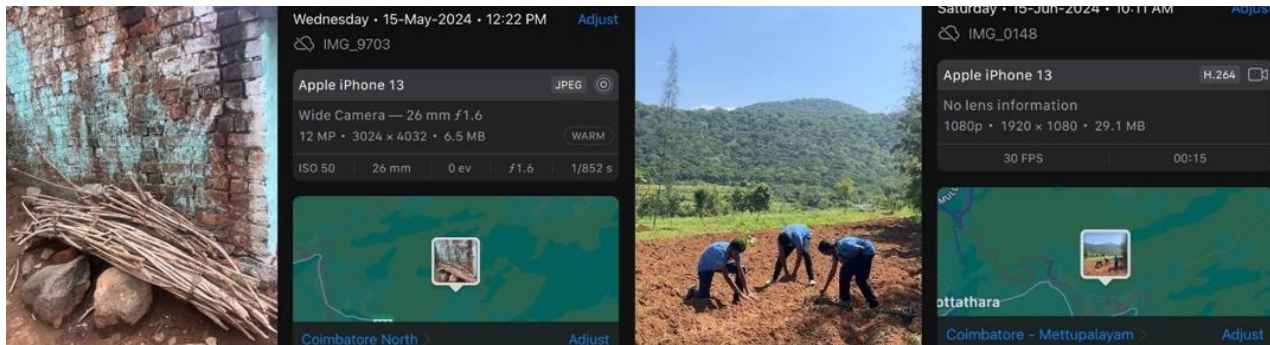 Wednesday • 15-May-2024 • 12:22 PM Adjust
IMG_9703
Apple iPhone 13 JPEG
Wide Camera — 26 mm ƒ1.6
12 MP • 3024 × 4032 • 6.5 MB WARM
ISO 50 26 mm 0 ev ƒ1.6 1/852 s
Coimbatore North Adjust
Saturday • 15-Jun-2024 • 10:11 AM Adjust
IMG_0148
Apple iPhone 13 H.264
No lens information
1080p • 1920 × 1080 • 29.1 MB
30 FPS 00:15
ottathara
Coimbatore - Mettupalayam Adjust